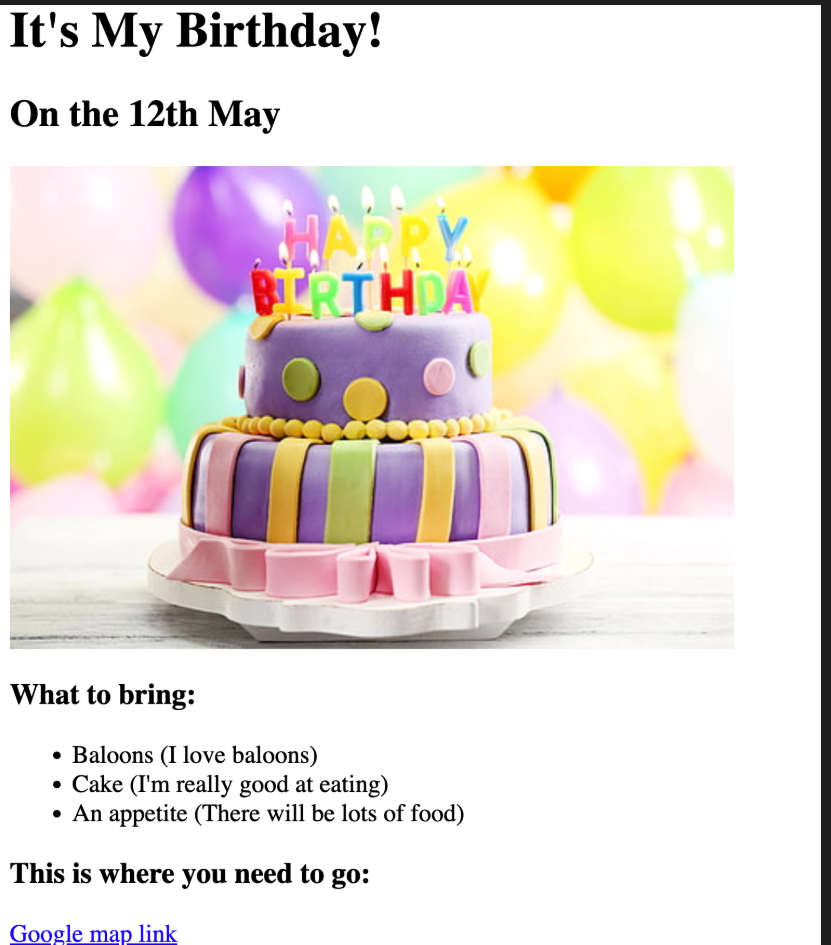 It's My Birthday!
On the 12th May
HAPPY
BIRTHDAY
What to bring:
Baloons (I love baloons)
Cake (I'm really good at eating)
An appetite (There will be lots of food)
This is where you need to go:
Google map link